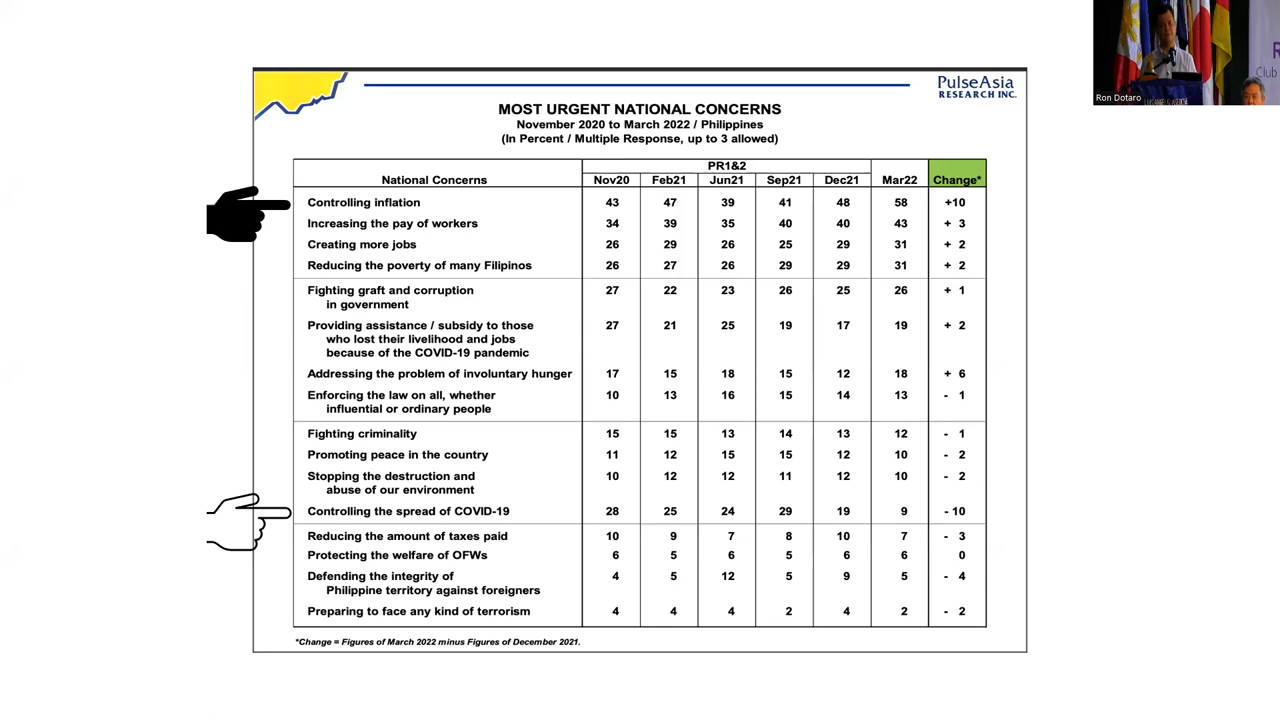 PulseAsia
RESEARCH INC.
MOST URGENT NATIONAL CONCERNS
November 2020 to March 2022 / Philippines
(In Percent / Multiple Response, up to 3 allowed)
PR1&2
National Concerns Nov20 Feb21 Jun21 Sep21 Dec21 Mar22 Change*
Controlling inflation 43 47 39 41 48 58 +10
Increasing the pay of workers 34 39 35 40 40 43 + 3
Creating more jobs 26 29 26 25 29 31 + 2
Reducing the poverty of many Filipinos 26 27 26 29 29 31 + 2
Fighting graft and corruption 27 22 23 26 25 26 + 1
in government
Providing assistance / subsidy to those 27 21 25 19 17 19 + 2
who lost their livelihood and jobs
because of the COVID-19 pandemic
Addressing the problem of involuntary hunger 17 15 18 15 12 18 + 6
Enforcing the law on all, whether 10 13 16 15 14 13 - 1
influential or ordinary people
Fighting criminality 15 15 13 14 13 12 - 1
Promoting peace in the country 11 12 15 15 12 10 - 2
Stopping the destruction and 10 12 12 11 12 10 - 2
abuse of our environment
Controlling the spread of COVID-19 28 25 24 29 19 9 - 10
Reducing the amount of taxes paid 10 9 7 8 10 7 - 3
Protecting the welfare of OFWs 6 5 6 5 6 6 0
Defending the integrity of 4 5 12 5 9 5 - 4
Philippine territory against foreigners
Preparing to face any kind of terrorism 4 4 4 2 4 2 - 2
*Change = Figures of March 2022 minus Figures of December 2021.
R
Club
Ron Dotaro